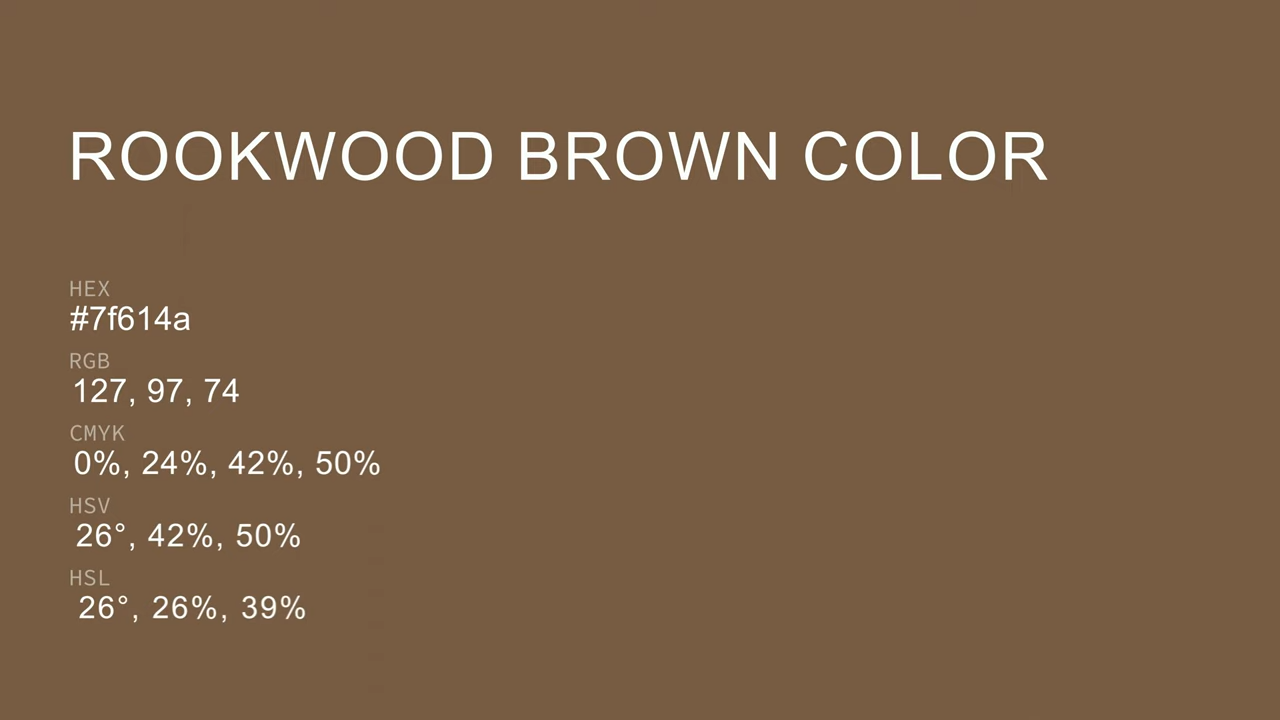 ROOKWOOD BROWN COLOR
HEX
#7f614a
RGB
127, 97, 74
CMYK
0%, 24%, 42%, 50%
HSV
26°, 42%, 50%
HSL
26°, 26%, 39%